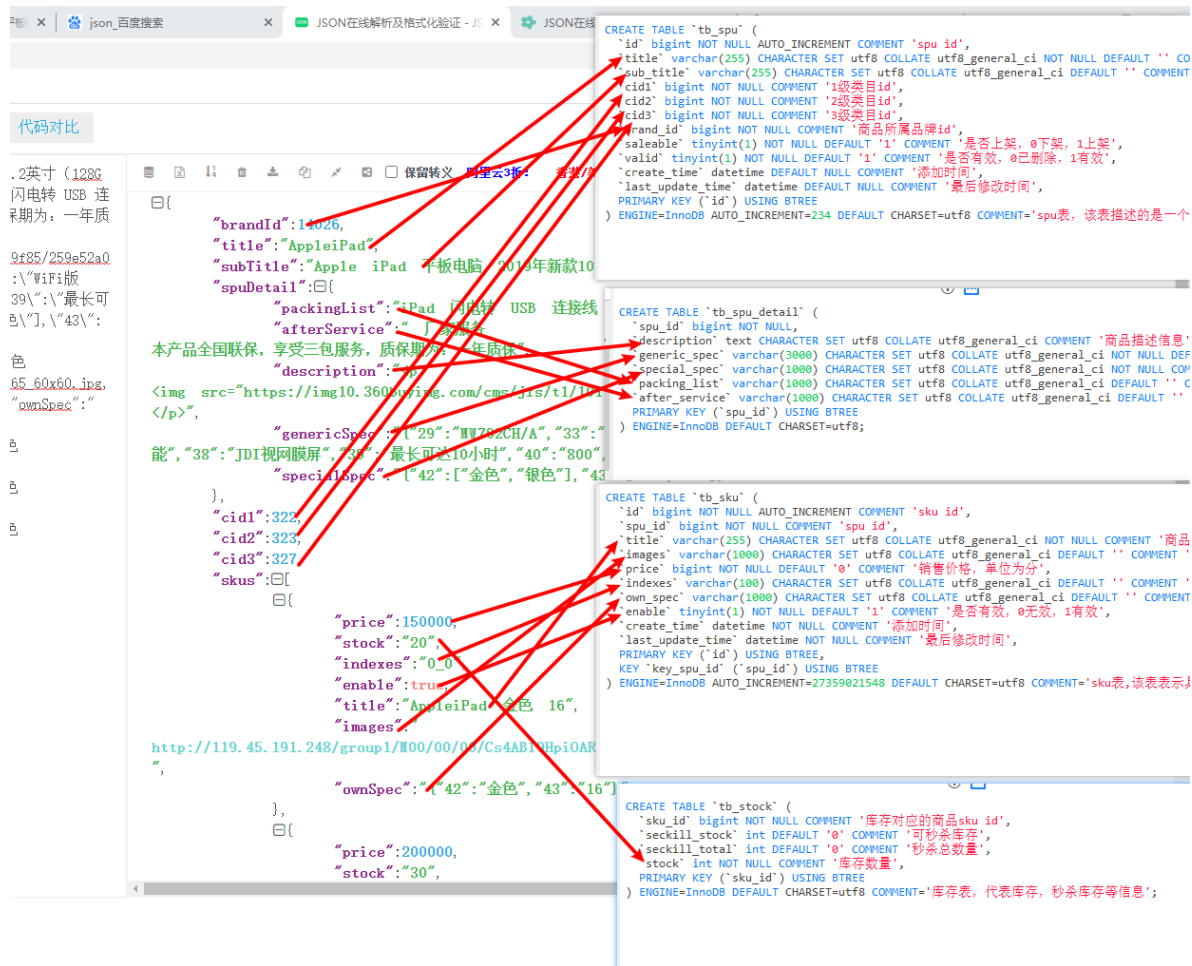 json_百度搜索
JSON在线解析及格式化验证 - JS
JSON在线
代码对比
.2英寸（128G
闪电转 USB 连
保期为：一年质
9f85/259e52a0
:\"WiFi版
39\":\"最长可
色\"],\"43\":
色
65_60x60.jpg,
"ownSpec":"
色
色
色
保留转义
阿里云3折:
{
"brandId":14026,
"title":"AppleiPad",
"subTitle":"Apple iPad 平板电脑 2019年新款10
"spuDetail":{
"packingList":"iPad 闪电转 USB 连接线
"afterService":" 厂家服务
本产品全国联保，享受三包服务，质保期为：一年质保",
"description":"<p>
<img src="https://img10.360buyimg.com/cms/jfs/t1/
</p>",
"genericSpec":"{"29":"MW792CH/A","33":"
能","38":"JDI视网膜屏","39":"最长可达10小时","40":"800",
"specialSpec":"{"42":["金色","银色"],"43
},
"cid1":322,
"cid2":323,
"cid3":327,
"skus":[
{
"price":150000,
"stock":"20",
"indexes":"0_0"
"enable":true,
"title":"AppleiPad 金色 16",
"images":"
http://119.45.191.248/group1/M00/00/00/
",
"ownSpec":"{"42":"金色","43":"16"}"
},
{
"price":200000,
"stock":"30",
CREATE TABLE `tb_spu` (
`id` bigint NOT NULL AUTO_INCREMENT COMMENT 'spu id',
`title` varchar(255) CHARACTER SET utf8 COLLATE utf8_general_ci NOT NULL DEFAULT '' CO
`sub_title` varchar(255) CHARACTER SET utf8 COLLATE utf8_general_ci DEFAULT '' COMMENT
`cid1` bigint NOT NULL COMMENT '1级类目id',
`cid2` bigint NOT NULL COMMENT '2级类目id',
`cid3` bigint NOT NULL COMMENT '3级类目id',
`brand_id` bigint NOT NULL COMMENT '商品所属品牌id',
`saleable` tinyint(1) NOT NULL DEFAULT '1' COMMENT '是否上架，0下架，1上架',
`valid` tinyint(1) NOT NULL DEFAULT '1' COMMENT '是否有效，0已删除，1有效',
`create_time` datetime DEFAULT NULL COMMENT '添加时间',
`last_update_time` datetime DEFAULT NULL COMMENT '最后修改时间',
PRIMARY KEY (`id`) USING BTREE
) ENGINE=InnoDB AUTO_INCREMENT=234 DEFAULT CHARSET=utf8 COMMENT='spu表，该表描述的是一个
CREATE TABLE `tb_spu_detail` (
`spu_id` bigint NOT NULL,
`description` text CHARACTER SET utf8 COLLATE utf8_general_ci COMMENT '商品描述信息'
`generic_spec` varchar(3000) CHARACTER SET utf8 COLLATE utf8_general_ci NOT NULL DEF
`special_spec` varchar(1000) CHARACTER SET utf8 COLLATE utf8_general_ci NOT NULL COM
`packing_list` varchar(1000) CHARACTER SET utf8 COLLATE utf8_general_ci DEFAULT '' C
`after_service` varchar(1000) CHARACTER SET utf8 COLLATE utf8_general_ci DEFAULT ''
PRIMARY KEY (`spu_id`) USING BTREE
) ENGINE=InnoDB DEFAULT CHARSET=utf8;
CREATE TABLE `tb_sku` (
`id` bigint NOT NULL AUTO_INCREMENT COMMENT 'sku id',
`spu_id` bigint NOT NULL COMMENT 'spu id',
`title` varchar(255) CHARACTER SET utf8 COLLATE utf8_general_ci NOT NULL COMMENT '商品
`images` varchar(1000) CHARACTER SET utf8 COLLATE utf8_general_ci DEFAULT '' COMMENT '
`price` bigint NOT NULL DEFAULT '0' COMMENT '销售价格，单位为分',
`indexes` varchar(100) CHARACTER SET utf8 COLLATE utf8_general_ci DEFAULT '' COMMENT '
`own_spec` varchar(1000) CHARACTER SET utf8 COLLATE utf8_general_ci DEFAULT '' COMMENT
`enable` tinyint(1) NOT NULL DEFAULT '1' COMMENT '是否有效，0无效，1有效',
`create_time` datetime NOT NULL COMMENT '添加时间',
`last_update_time` datetime NOT NULL COMMENT '最后修改时间',
PRIMARY KEY (`id`) USING BTREE,
KEY `key_spu_id` (`spu_id`) USING BTREE
) ENGINE=InnoDB AUTO_INCREMENT=27359021548 DEFAULT CHARSET=utf8 COMMENT='sku表,该表表示具
CREATE TABLE `tb_stock` (
`sku_id` bigint NOT NULL COMMENT '库存对应的商品sku id',
`seckill_stock` int DEFAULT '0' COMMENT '可秒杀库存',
`seckill_total` int DEFAULT '0' COMMENT '秒杀总数量',
`stock` int NOT NULL COMMENT '库存数量',
PRIMARY KEY (`sku_id`) USING BTREE
) ENGINE=InnoDB DEFAULT CHARSET=utf8 COMMENT='库存表，代表库存，秒杀库存等信息';